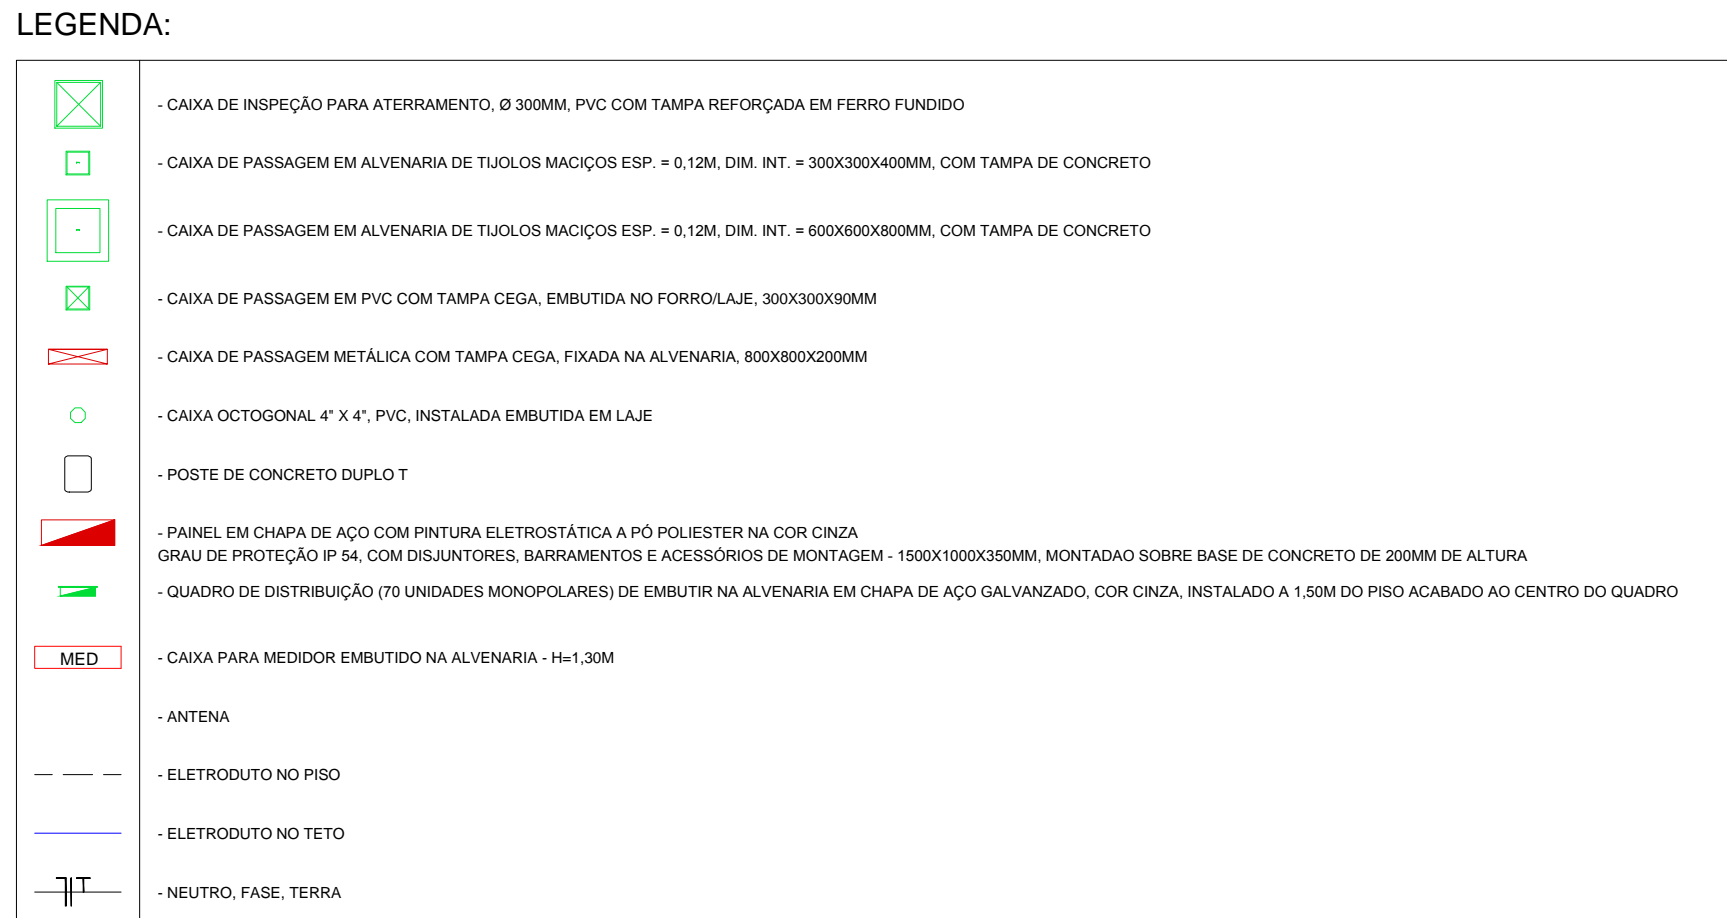 LEGENDA:
- CAIXA DE INSPEÇÃO PARA ATERRAMENTO, Ø 300MM, PVC COM TAMPA REFORÇADA EM FERRO FUNDIDO
- CAIXA DE PASSAGEM EM ALVENARIA DE TIJOLOS MACIÇOS ESP. = 0,12M, DIM. INT. = 300X300X400MM, COM TAMPA DE CONCRETO
- CAIXA DE PASSAGEM EM ALVENARIA DE TIJOLOS MACIÇOS ESP. = 0,12M, DIM. INT. = 600X600X800MM, COM TAMPA DE CONCRETO
- CAIXA DE PASSAGEM EM PVC COM TAMPA CEGA, EMBUTIDA NO FORRO/LAJE, 300X300X90MM
- CAIXA DE PASSAGEM METÁLICA COM TAMPA CEGA, FIXADA NA ALVENARIA, 800X800X200MM
- CAIXA OCTOGONAL 4" X 4", PVC, INSTALADA EMBUTIDA EM LAJE
- POSTE DE CONCRETO DUPLO T
- PAINEL EM CHAPA DE AÇO COM PINTURA ELETROSTÁTICA A PÓ POLIESTER NA COR CINZA
GRAU DE PROTEÇÃO IP 54, COM DISJUNTORES, BARRAMENTOS E ACESSÓRIOS DE MONTAGEM - 1500X1000X350MM, MONTADAO SOBRE BASE DE CONCRETO DE 200MM DE ALTURA
- QUADRO DE DISTRIBUIÇÃO (70 UNIDADES MONOPOLARES) DE EMBUTIR NA ALVENARIA EM CHAPA DE AÇO GALVANZADO, COR CINZA, INSTALADO A 1,50M DO PISO ACABADO AO CENTRO DO QUADRO
MED - CAIXA PARA MEDIDOR EMBUTIDO NA ALVENARIA - H=1,30M
- ANTENA
- ELETRODUTO NO PISO
- ELETRODUTO NO TETO
- NEUTRO, FASE, TERRA